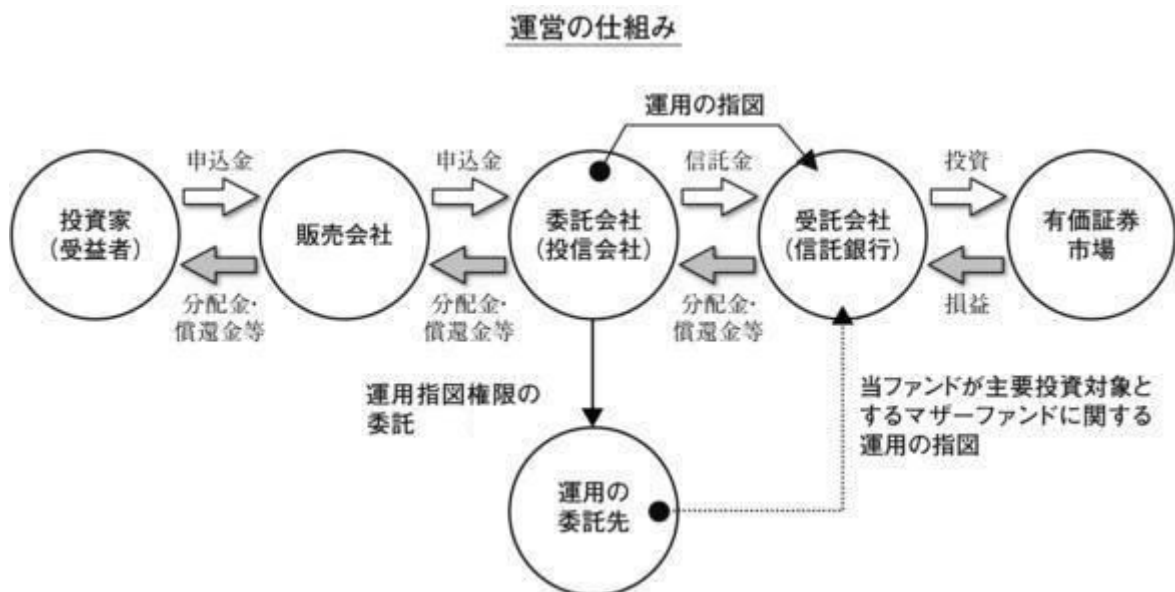 運営の仕組み
運用の指図
申込金
申込金
信託金
投資
投資家
(受益者)
販売会社
委託会社
(投信会社)
受託会社
(信託銀行)
有価証券
市場
分配金・
償還金等
分配金・
償還金等
分配金・
償還金等
損益
運用指図権限の
委託
当ファンドが主要投資対象と
するマザーファンドに関する
運用の指図
運用の
委託先